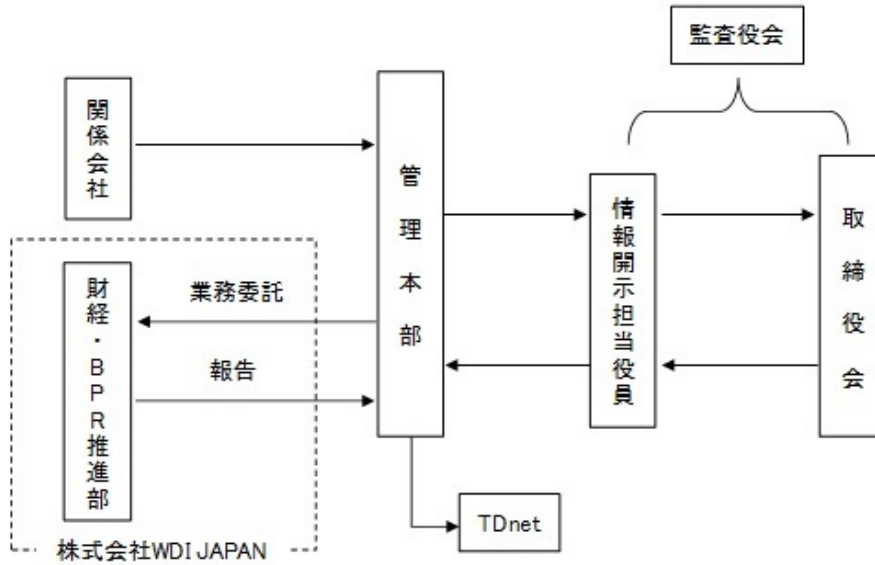 監査役会
関係会社
管理本部
情報開示担当役員
取締役会
財経・BPR推進部
業務委託
報告
TDnet
株式会社WDI JAPAN